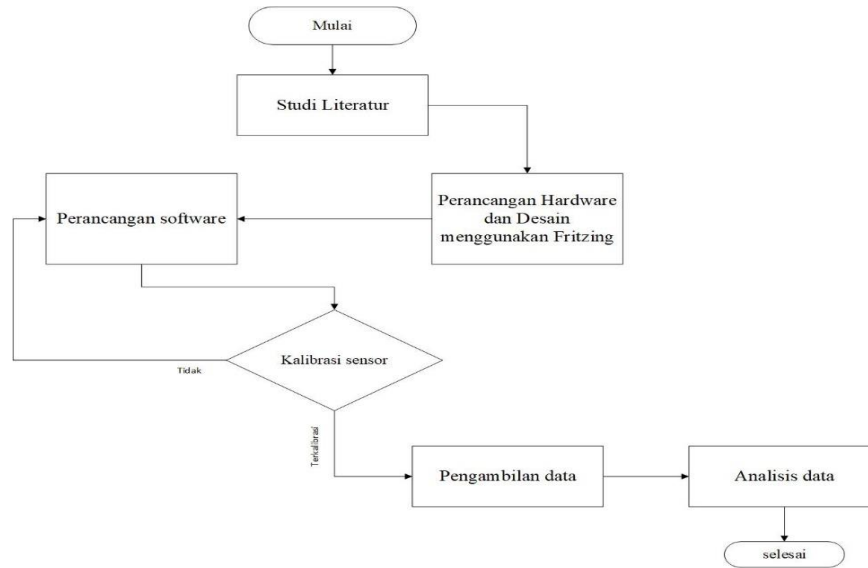 Mulai
Studi Literatur
Perancangan Hardware
dan Desain
menggunakan Fritzing
Perancangan software
Kalibrasi sensor
Tidak
Terkalibrasi
Pengambilan data
Analisis data
selesai